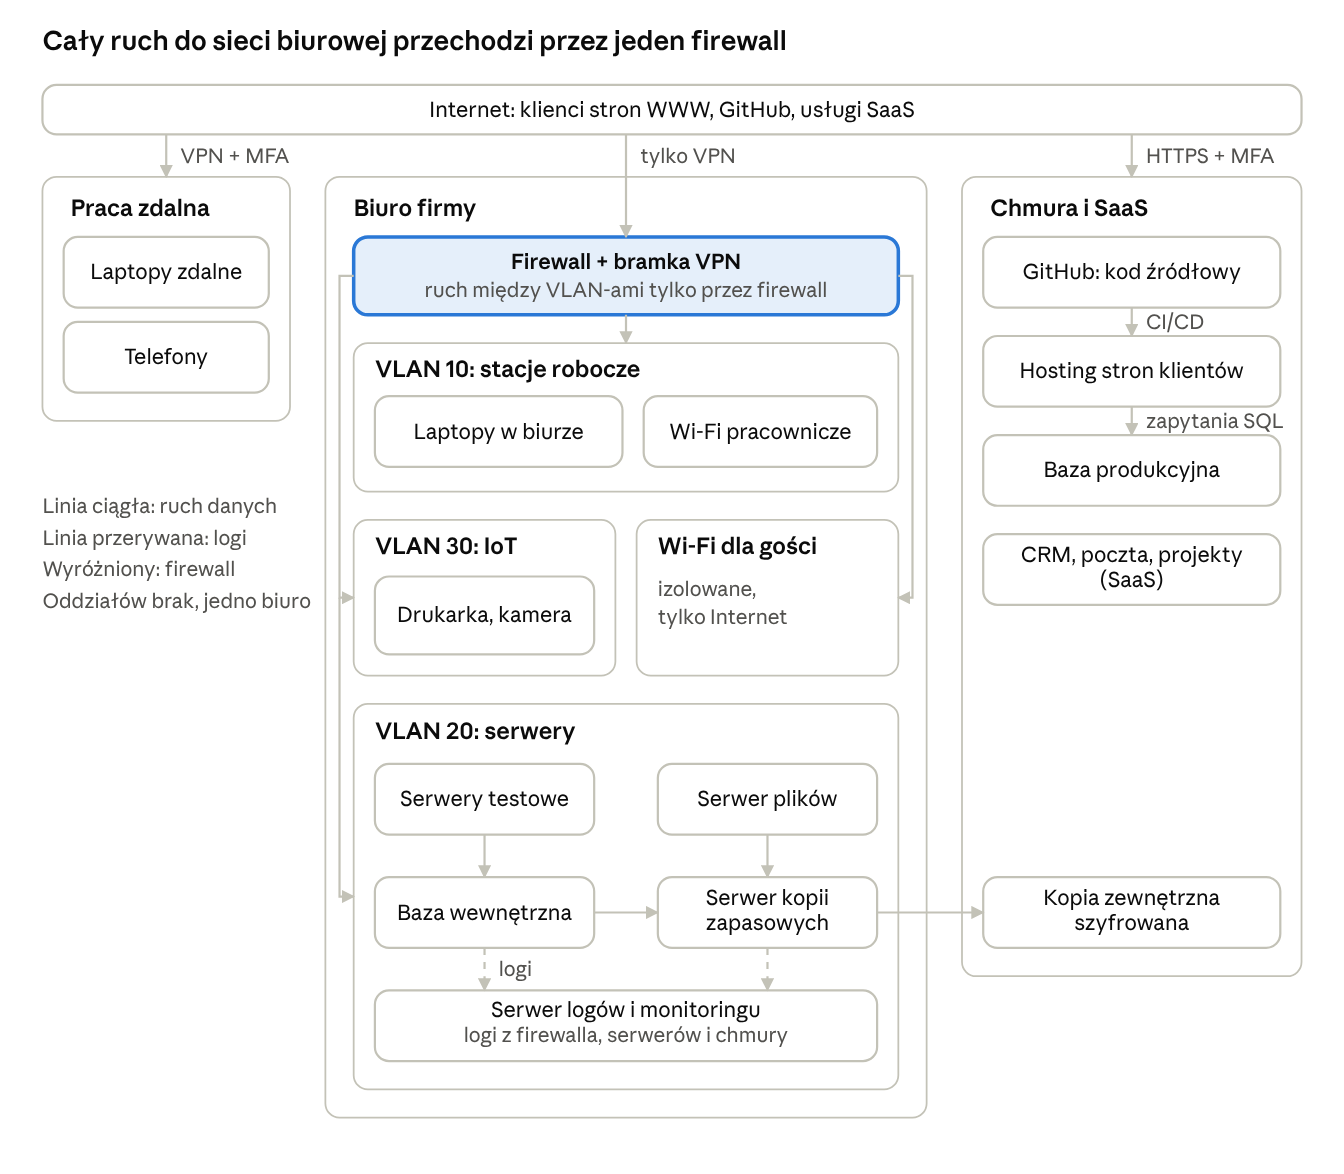 Cały ruch do sieci biurowej przechodzi przez jeden firewall
Internet: klienci stron WWW, GitHub, usługi SaaS
VPN + MFA
tylko VPN
HTTPS + MFA
Praca zdalna
Laptopy zdalne
Telefony
Linia ciągła: ruch danych
Linia przerywana: logi
Wyróżniony: firewall
Oddziałów brak, jedno biuro
Biuro firmy
Firewall + bramka VPN
ruch między VLAN-ami tylko przez firewall
VLAN 10: stacje robocze
Laptopy w biurze
Wi-Fi pracownicze
VLAN 30: IoT
Drukarka, kamera
Wi-Fi dla gości
izolowane,
tylko Internet
VLAN 20: serwery
Serwery testowe
Serwer plików
Baza wewnętrzna
Serwer kopii
zapasowych
logi
Serwer logów i monitoringu
logi z firewalla, serwerów i chmury
Chmura i SaaS
GitHub: kod źródłowy
CI/CD
Hosting stron klientów
zapytania SQL
Baza produkcyjna
CRM, poczta, projekty
(SaaS)
Kopia zewnętrzna
szyfrowana